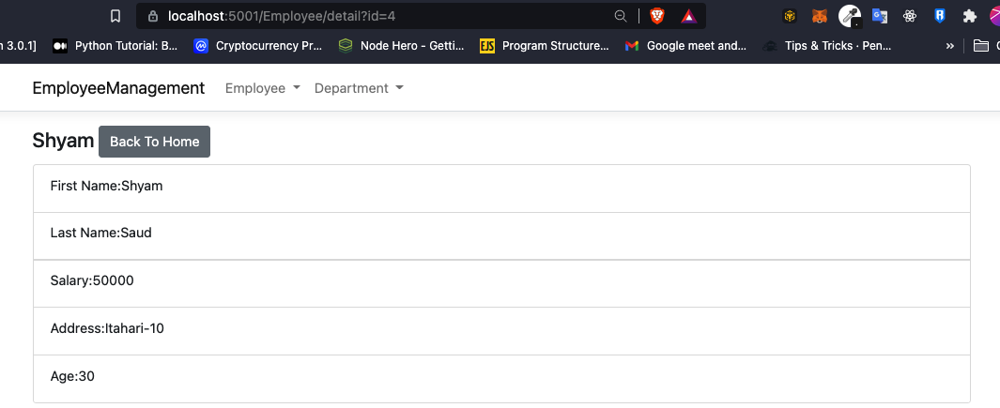 localhost:5001/Employee/detail?id=4
n 3.0.1] Python Tutorial: B... Cryptocurrency Pr... Node Hero - Getti... EJS Program Structure... Google meet and... Tips & Tricks · Pen... »
EmployeeManagement Employee Department
Shyam Back To Home
First Name:Shyam
Last Name:Saud
Salary:50000
Address:Itahari-10
Age:30